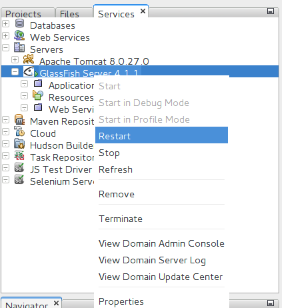 Projects Files Services
Databases
Web Services
Servers
Apache Tomcat 8.0.27.0
GlassFish Server 4.1.1
Application
Start
Resources
Start in Debug Mode
Web Servi
Start in Profile Mode
Maven Reposito
Restart
Cloud
Hudson Builde
Stop
Task Repositor
Refresh
JS Test Driver
Selenium Serve
Remove
Terminate
View Domain Admin Console
View Domain Server Log
View Domain Update Center
Properties
Navigator